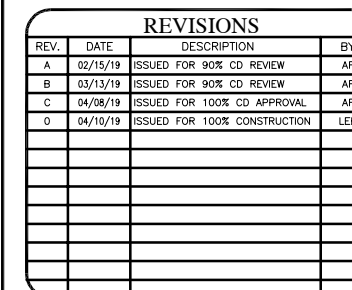 REVISIONS
REV. DATE DESCRIPTION BY
A 02/15/19 ISSUED FOR 90% CD REVIEW
B 03/13/19 ISSUED FOR 90% CD REVIEW
C 04/08/19 ISSUED FOR 100% CD APPROVAL
0 04/10/19 ISSUED FOR 100% CONSTRUCTION